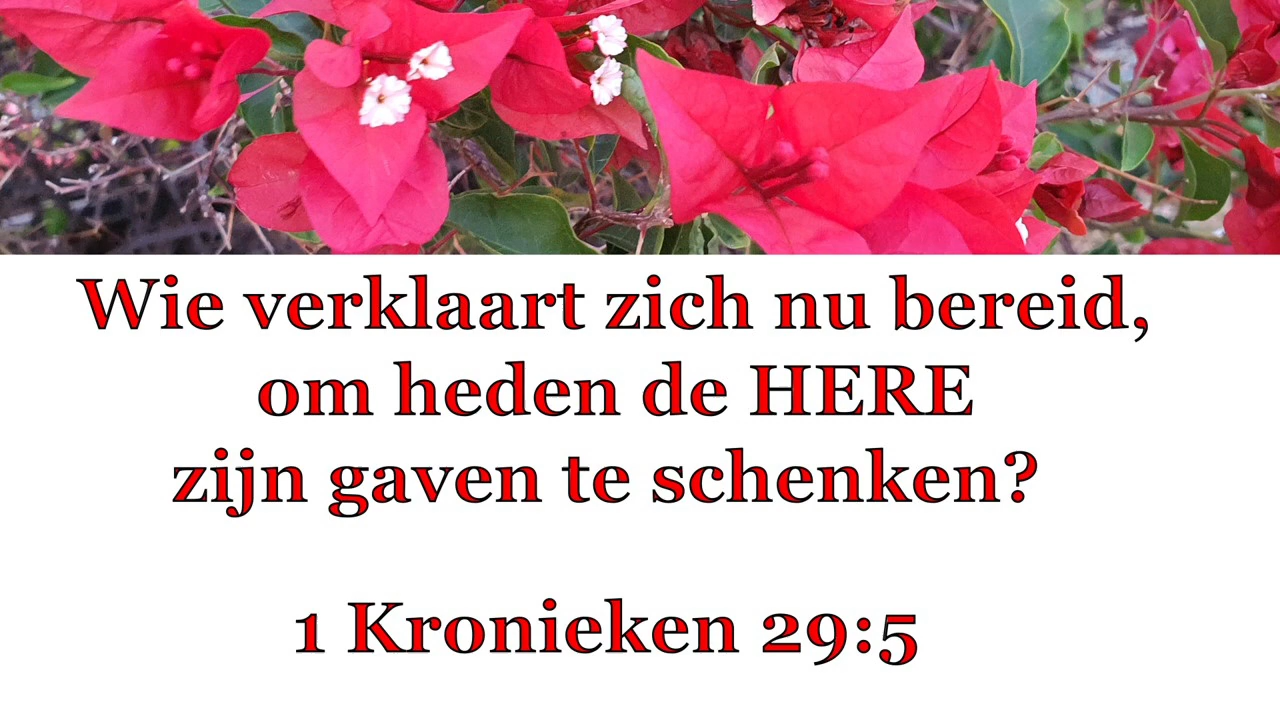 Wie verklaart zich nu bereid,
om heden de HERE
zijn gaven te schenken?
1 Kronieken 29:5